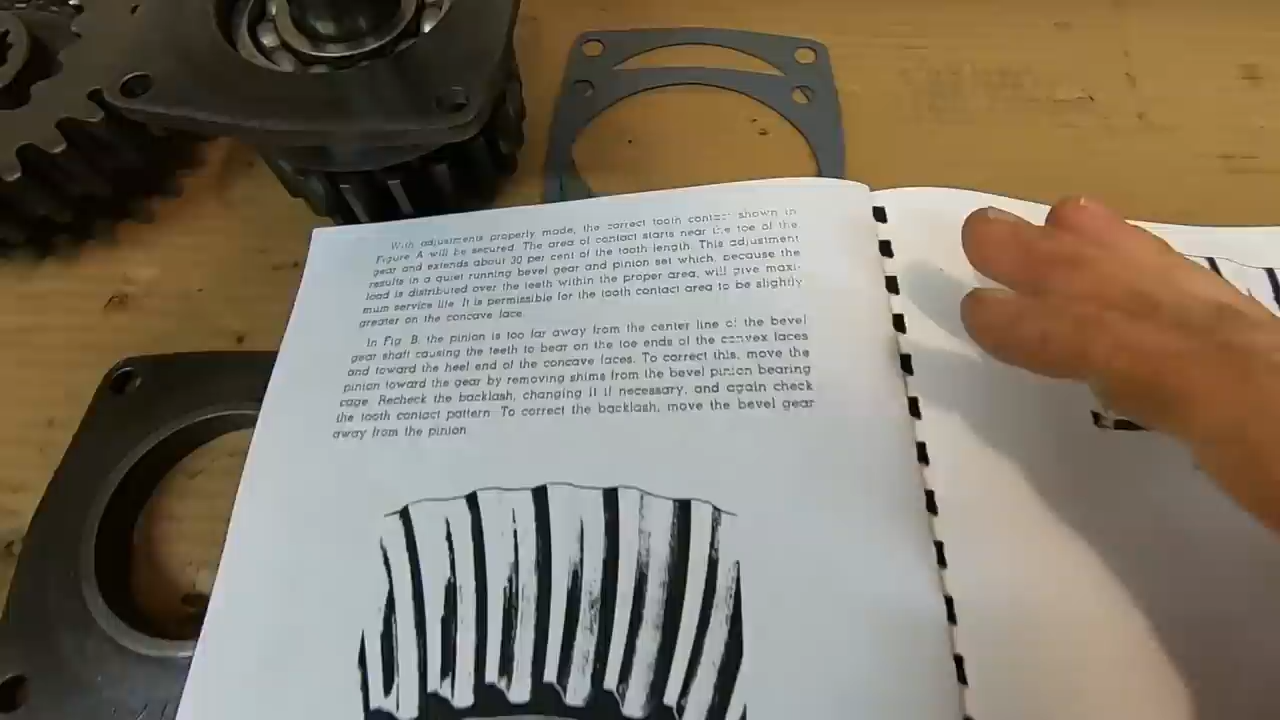 With adjustments properly made, the correct tooth contact shown in
Figure A will be secured. The area of contact starts near the toe of the
gear and extends about 30 per cent of the tooth length. This adjustment
results in a quiet running bevel gear and pinion set which, because the
load is distributed over the teeth within the proper area, will give maxi-
mum service life. It is permissible for the tooth contact area to be slightly
greater on the concave face.
In Fig. B, the pinion is too far away from the center line of the bevel
gear shaft causing the teeth to bear on the toe ends of the convex faces
and toward the heel end of the concave faces. To correct this, move the
pinion toward the gear by removing shims from the bevel pinion bearing
cage. Recheck the backlash, changing it if necessary, and again check
the tooth contact pattern. To correct the backlash, move the bevel gear
away from the pinion